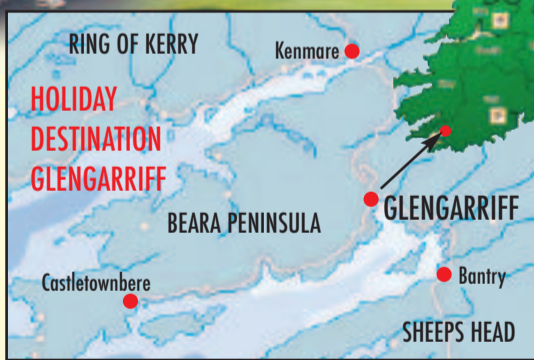 RING OF KERRY
Kenmare
HOLIDAY
DESTINATION
GLENGARRIFF
GLENGARRIFF
BEARA PENINSULA
Castletownbere
Bantry
SHEEPS HEAD